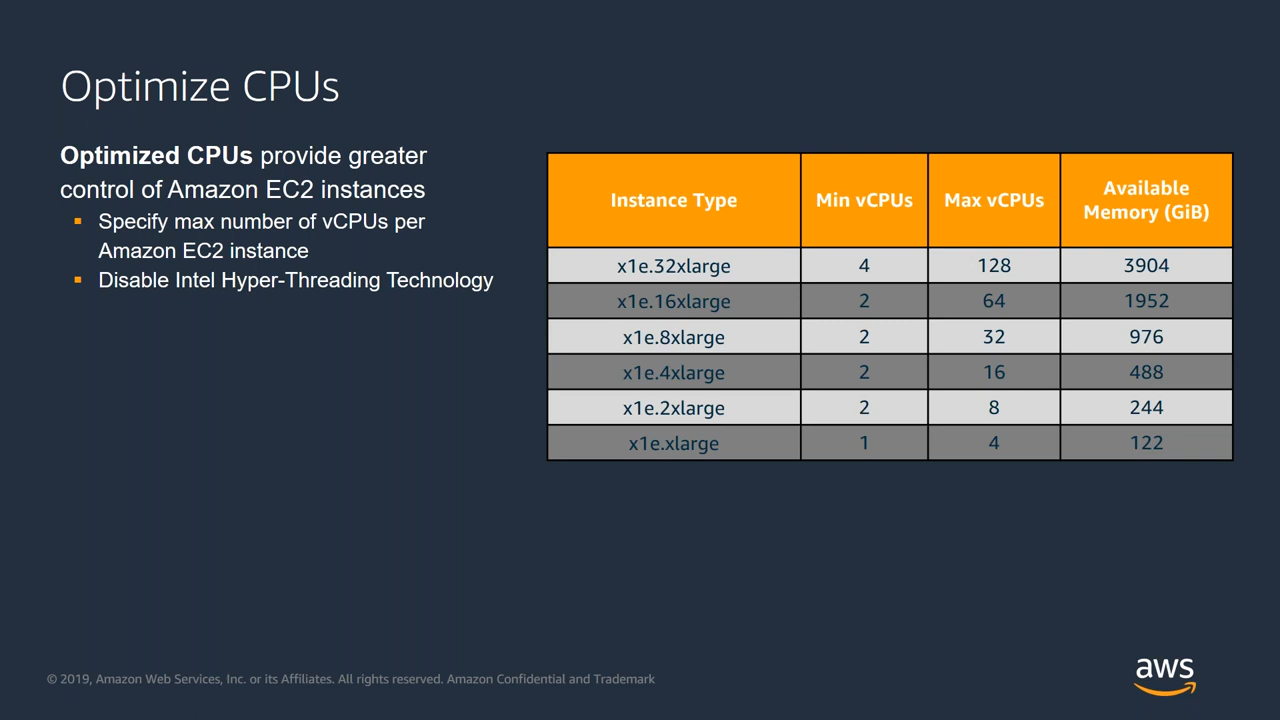 Optimize CPUs
Optimized CPUs provide greater
control of Amazon EC2 instances
▪ Specify max number of vCPUs per
Amazon EC2 instance
▪ Disable Intel Hyper-Threading Technology
Instance Type Min vCPUs Max vCPUs Available Memory (GiB)
x1e.32xlarge 4 128 3904
x1e.16xlarge 2 64 1952
x1e.8xlarge 2 32 976
x1e.4xlarge 2 16 488
x1e.2xlarge 2 8 244
x1e.xlarge 1 4 122
© 2019, Amazon Web Services, Inc. or its Affiliates. All rights reserved. Amazon Confidential and Trademark
aws